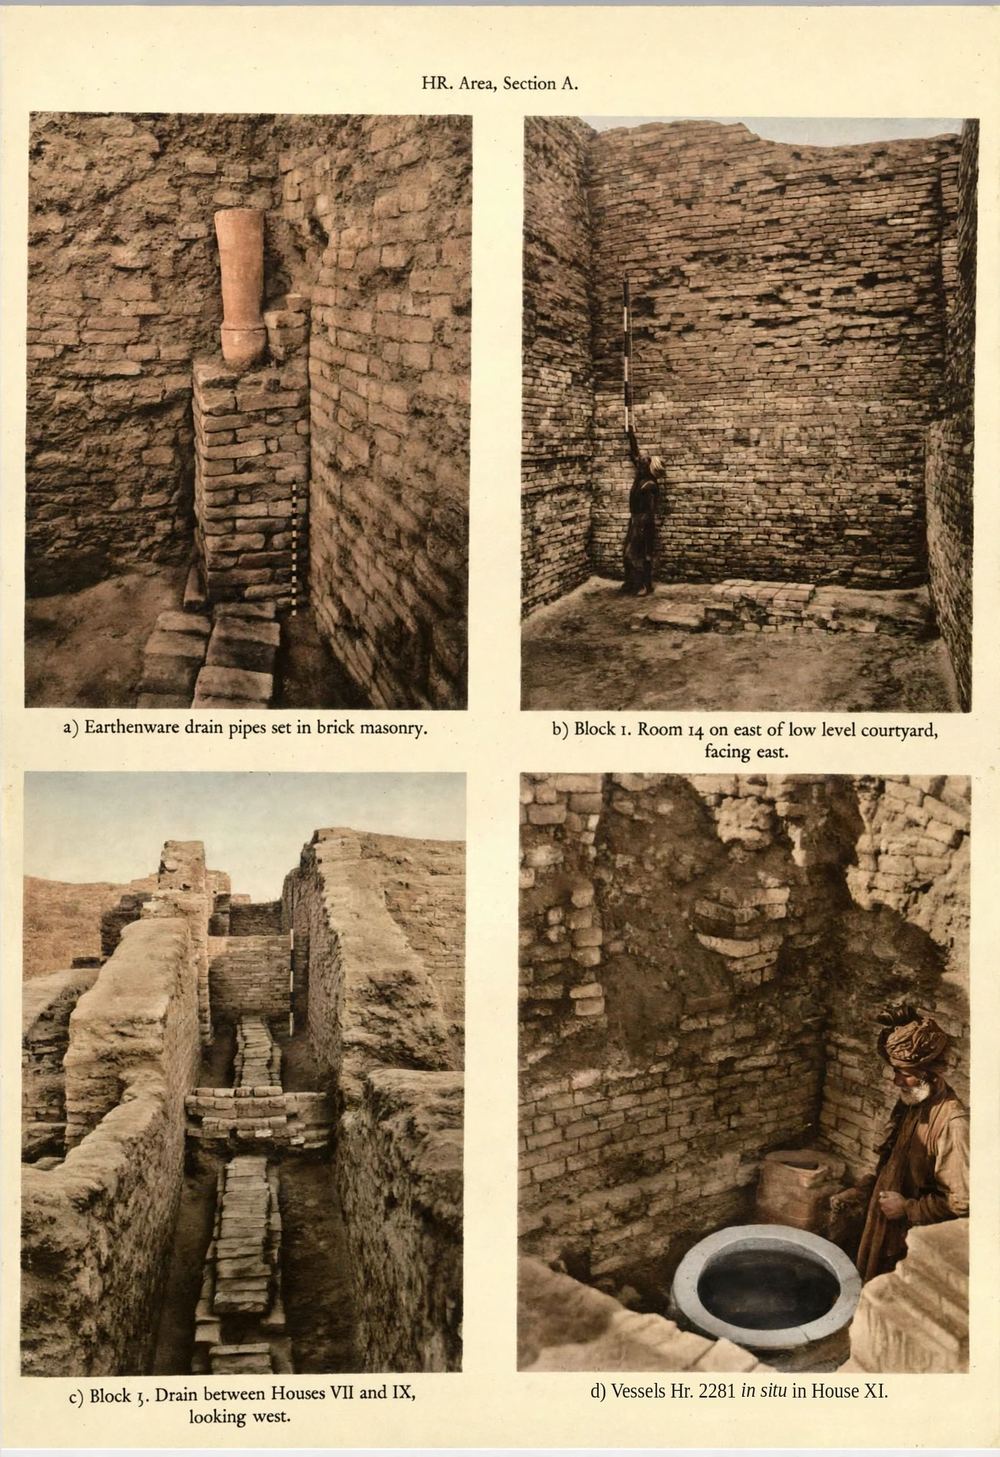 HR. Area, Section A.
a) Earthenware drain pipes set in brick masonry.
b) Block 1. Room 14 on east of low level courtyard,
facing east.
c) Block 3. Drain between Houses VII and IX,
looking west.
d) Vessels Hr. 2281 in situ in House XI.